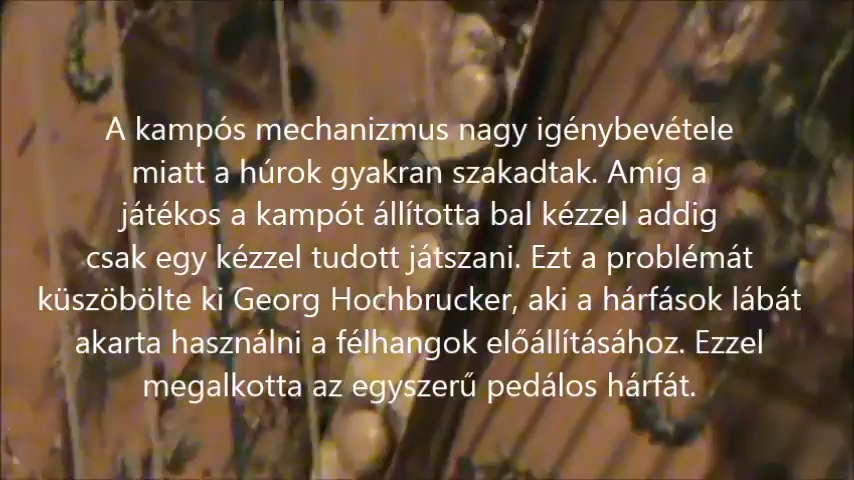 A kampós mechanizmus nagy igénybevétele
miatt a húrok gyakran szakadtak. Amíg a
játékos a kampót állította bal kézzel addig
csak egy kézzel tudott játszani. Ezt a problémát
küszöbölte ki Georg Hochbrucker, aki a hárfások lábát
akarta használni a félhangok előállításához. Ezzel
megalkotta az egyszerű pedálos hárfát.